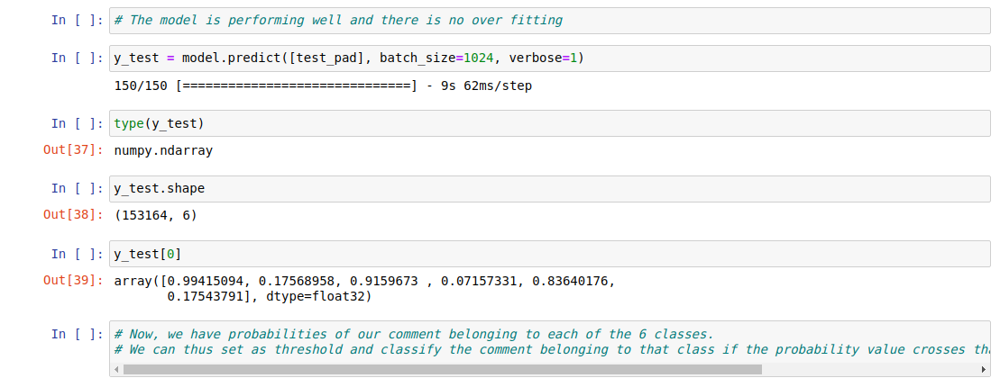 In [ ]: # The model is performing well and there is no over fitting
In [ ]: y_test = model.predict([test_pad], batch_size=1024, verbose=1)
150/150 [==============================] - 9s 62ms/step
In [ ]: type(y_test)
Out[37]: numpy.ndarray
In [ ]: y_test.shape
Out[38]: (153164, 6)
In [ ]: y_test[0]
Out[39]: array([0.99415094, 0.17568958, 0.9159673 , 0.07157331, 0.83640176,
0.17543791], dtype=float32)
In [ ]: # Now, we have probabilities of our comment belonging to each of the 6 classes.
# We can thus set as threshold and classify the comment belonging to that class if the probability value crosses